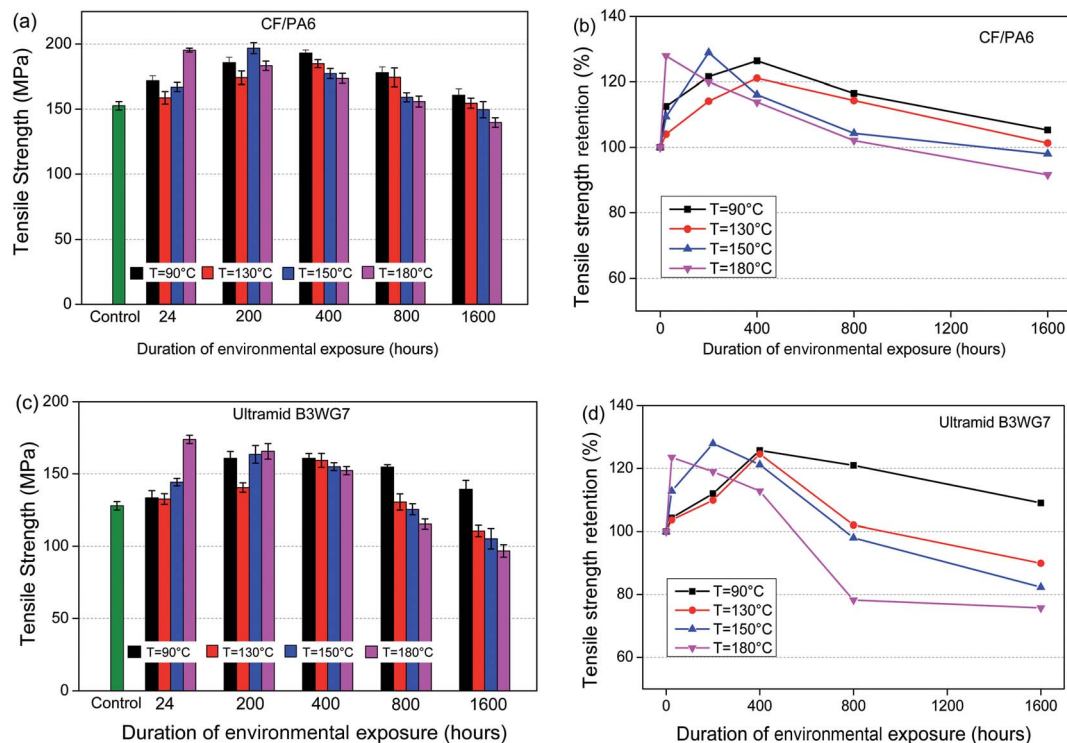 (a)
CF/PA6
Tensile Strength (MPa)
200
150
100
50
0
T=90°C T=130°C T=150°C T=180°C
Control 24 200 400 800 1600
Duration of environmental exposure (hours)
(b)
CF/PA6
Tensile strength retention (%)
140
120
100
80
60
T=90°C
T=130°C
T=150°C
T=180°C
0 400 800 1200 1600
Duration of environmental exposure (hours)
(c)
Ultramid B3WG7
Tensile Strength (MPa)
200
150
100
50
0
T=90°C T=130°C T=150°C T=180°C
Control 24 200 400 800 1600
Duration of environmental exposure (hours)
(d)
Ultramid B3WG7
Tensile strength retention (%)
140
120
100
80
60
T=90°C
T=130°C
T=150°C
T=180°C
0 400 800 1200 1600
Duration of environmental exposure (hours)